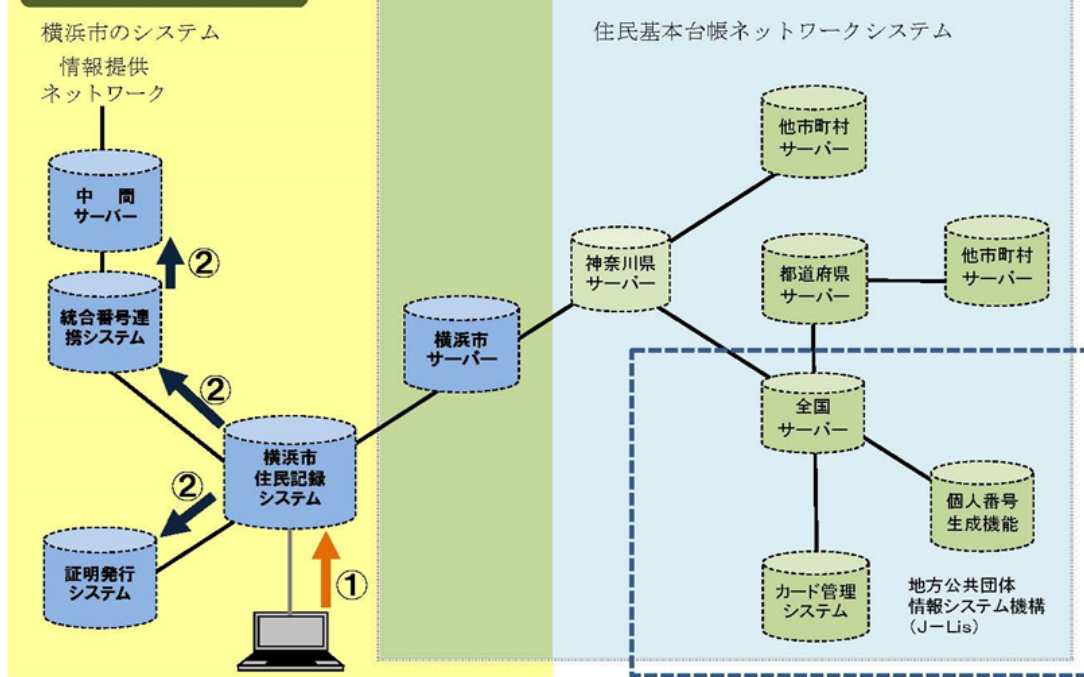 横浜市のシステム
情報提供
ネットワーク
中 間
サーバー
②
統合番号連
携システム
②
横浜市
住民記録
システム
②
証明発行
システム
①
住民基本台帳ネットワークシステム
横浜市
サーバー
神奈川県
サーバー
他市町村
サーバー
都道府県
サーバー
他市町村
サーバー
全国
サーバー
個人番号
生成機能
カード管理
システム
地方公共団体
情報システム機構
(J－Lis)